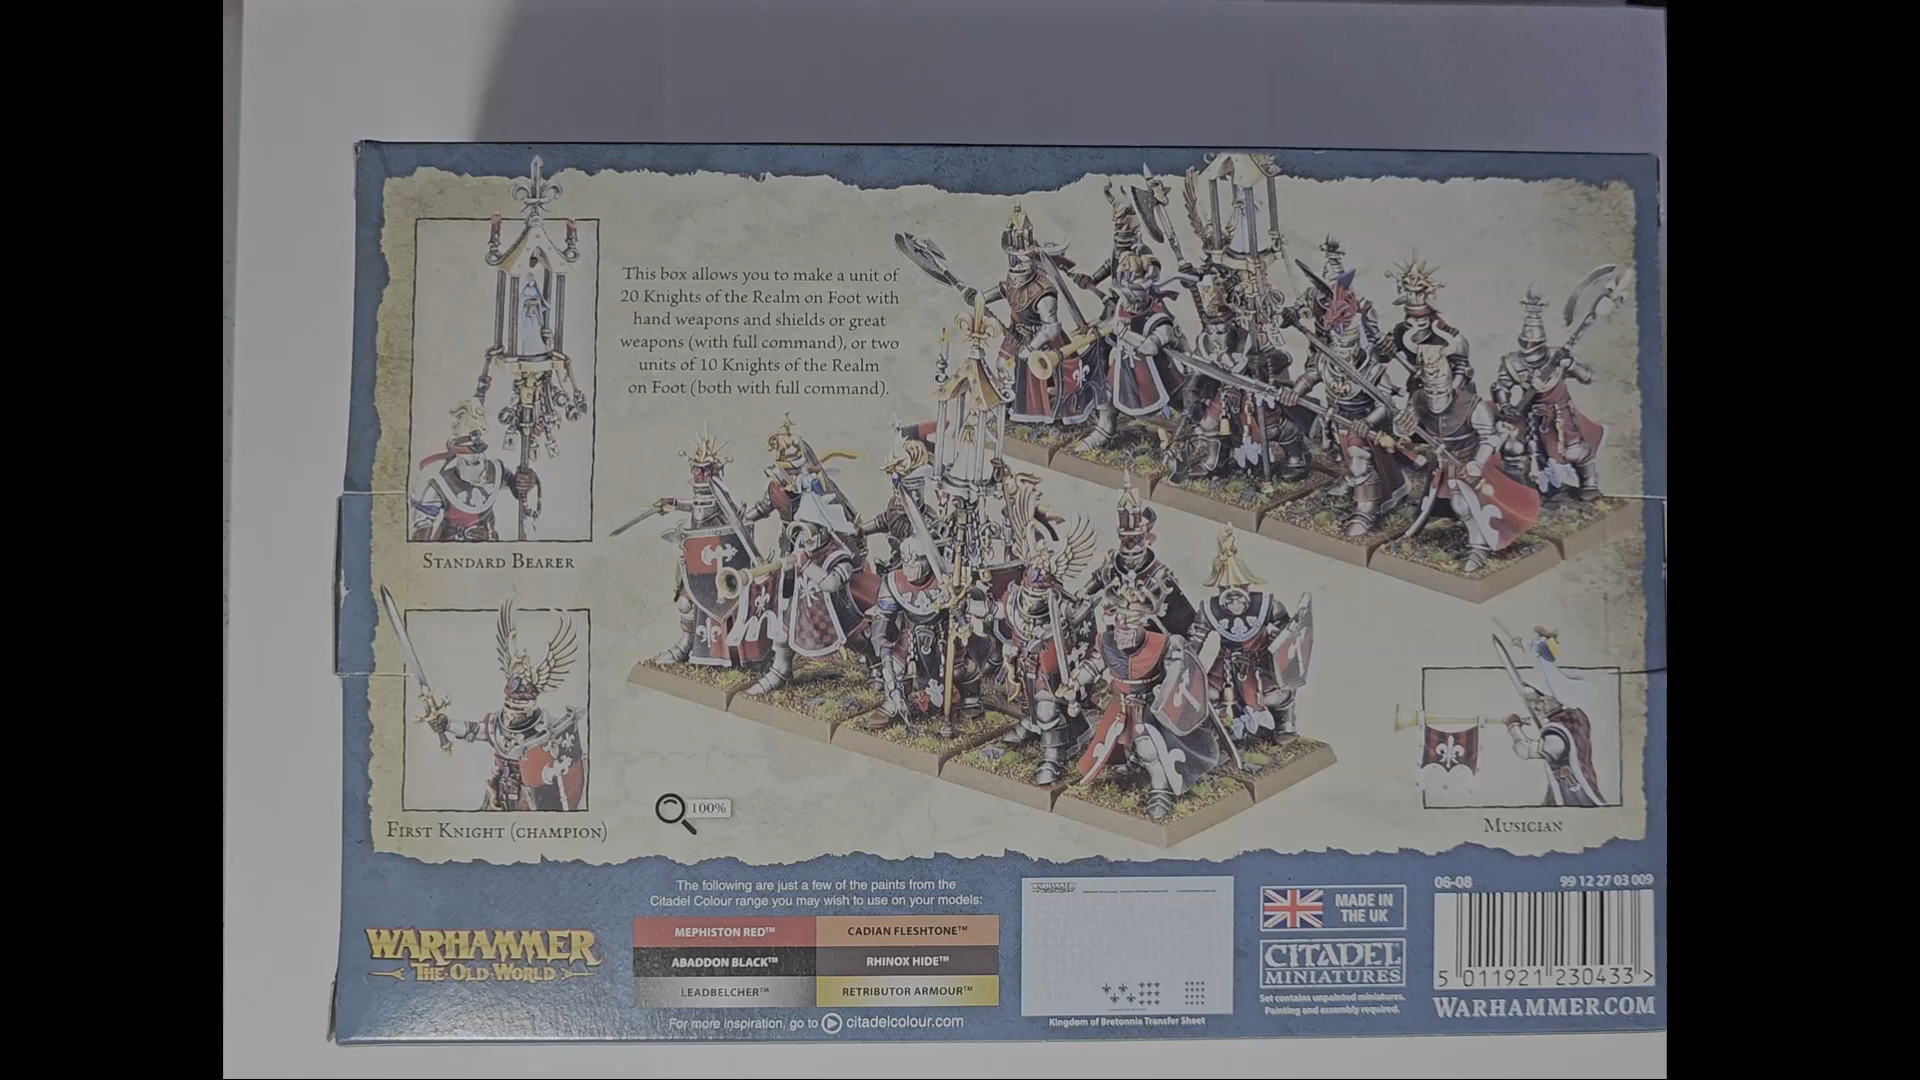 This box allows you to make a unit of
20 Knights of the Realm on Foot with
hand weapons and shields or great
weapons (with full command), or two
units of 10 Knights of the Realm
on Foot (both with full command).
STANDARD BEARER
FIRST KNIGHT (CHAMPION)
100%
MUSICIAN
WARHAMMER
THE OLD WORLD
The following are just a few of the paints from the
Citadel Colour range you may wish to use on your models:
MEPHISTON RED™
CADIAN FLESHTONE™
ABADDON BLACK™
RHINOX HIDE™
LEADBELCHER™
RETRIBUTOR ARMOUR™
For more inspiration, go to citadelcolour.com
WARHAMMER
Kingdom of Bretonnia Transfer Sheet
MADE IN
THE UK
CITADEL
MINIATURES
Set contains unpainted miniatures.
Painting and assembly required.
06-08
99 12 27 03 009
5 011921 230433 >
WARHAMMER.COM